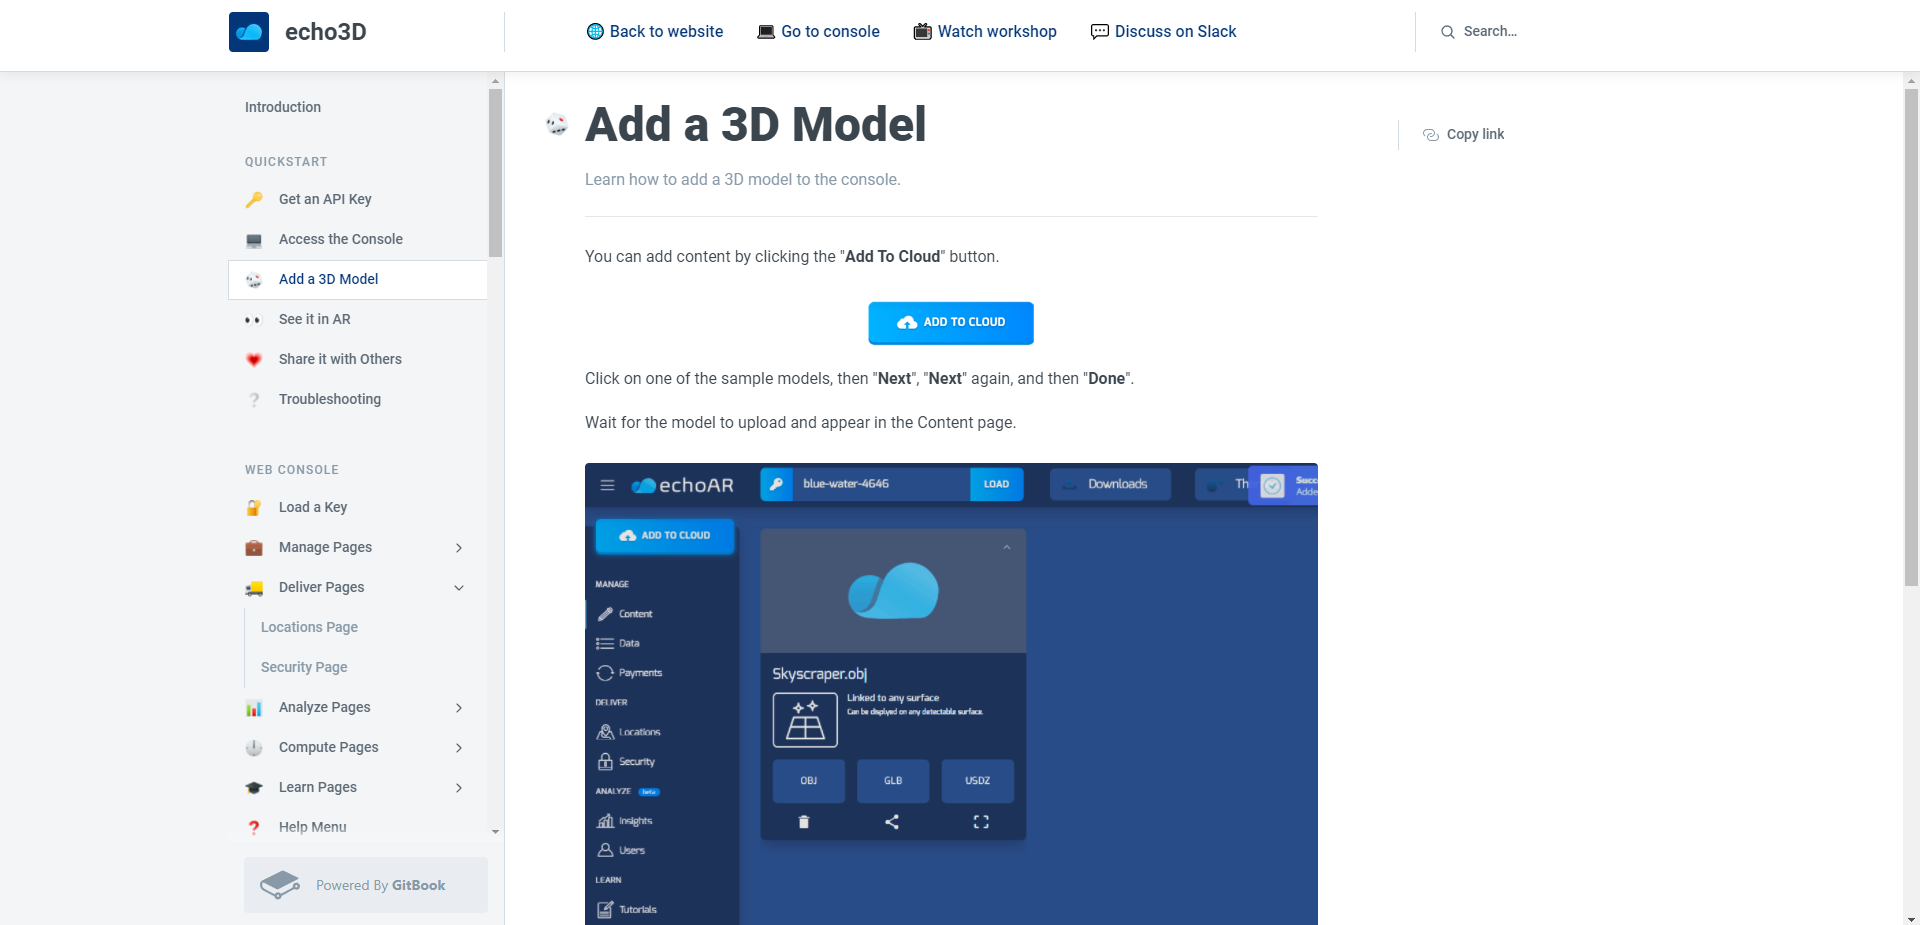 echo3D
Back to website
Go to console
Watch workshop
Discuss on Slack
Search...
Introduction
QUICKSTART
Get an API Key
Access the Console
Add a 3D Model
See it in AR
Share it with Others
Troubleshooting
WEB CONSOLE
Load a Key
Manage Pages
Deliver Pages
Locations Page
Security Page
Analyze Pages
Compute Pages
Learn Pages
Help Menu
Powered By GitBook
Add a 3D Model
Copy link
Learn how to add a 3D model to the console.
You can add content by clicking the "Add To Cloud" button.
ADD TO CLOUD
Click on one of the sample models, then "Next", "Next" again, and then "Done".
Wait for the model to upload and appear in the Content page.
echoAR
blue-water-4646
LOAD
Downloads
Th
Succ
Adde
ADD TO CLOUD
MANAGE
Content
Data
Payments
DELIVER
Locations
Security
ANALYZE beta
Insights
Users
LEARN
Tutorials
Skyscraper.obj
Linked to any surface
Can be displayed on any detectable surface.
OBJ
GLB
USDZ